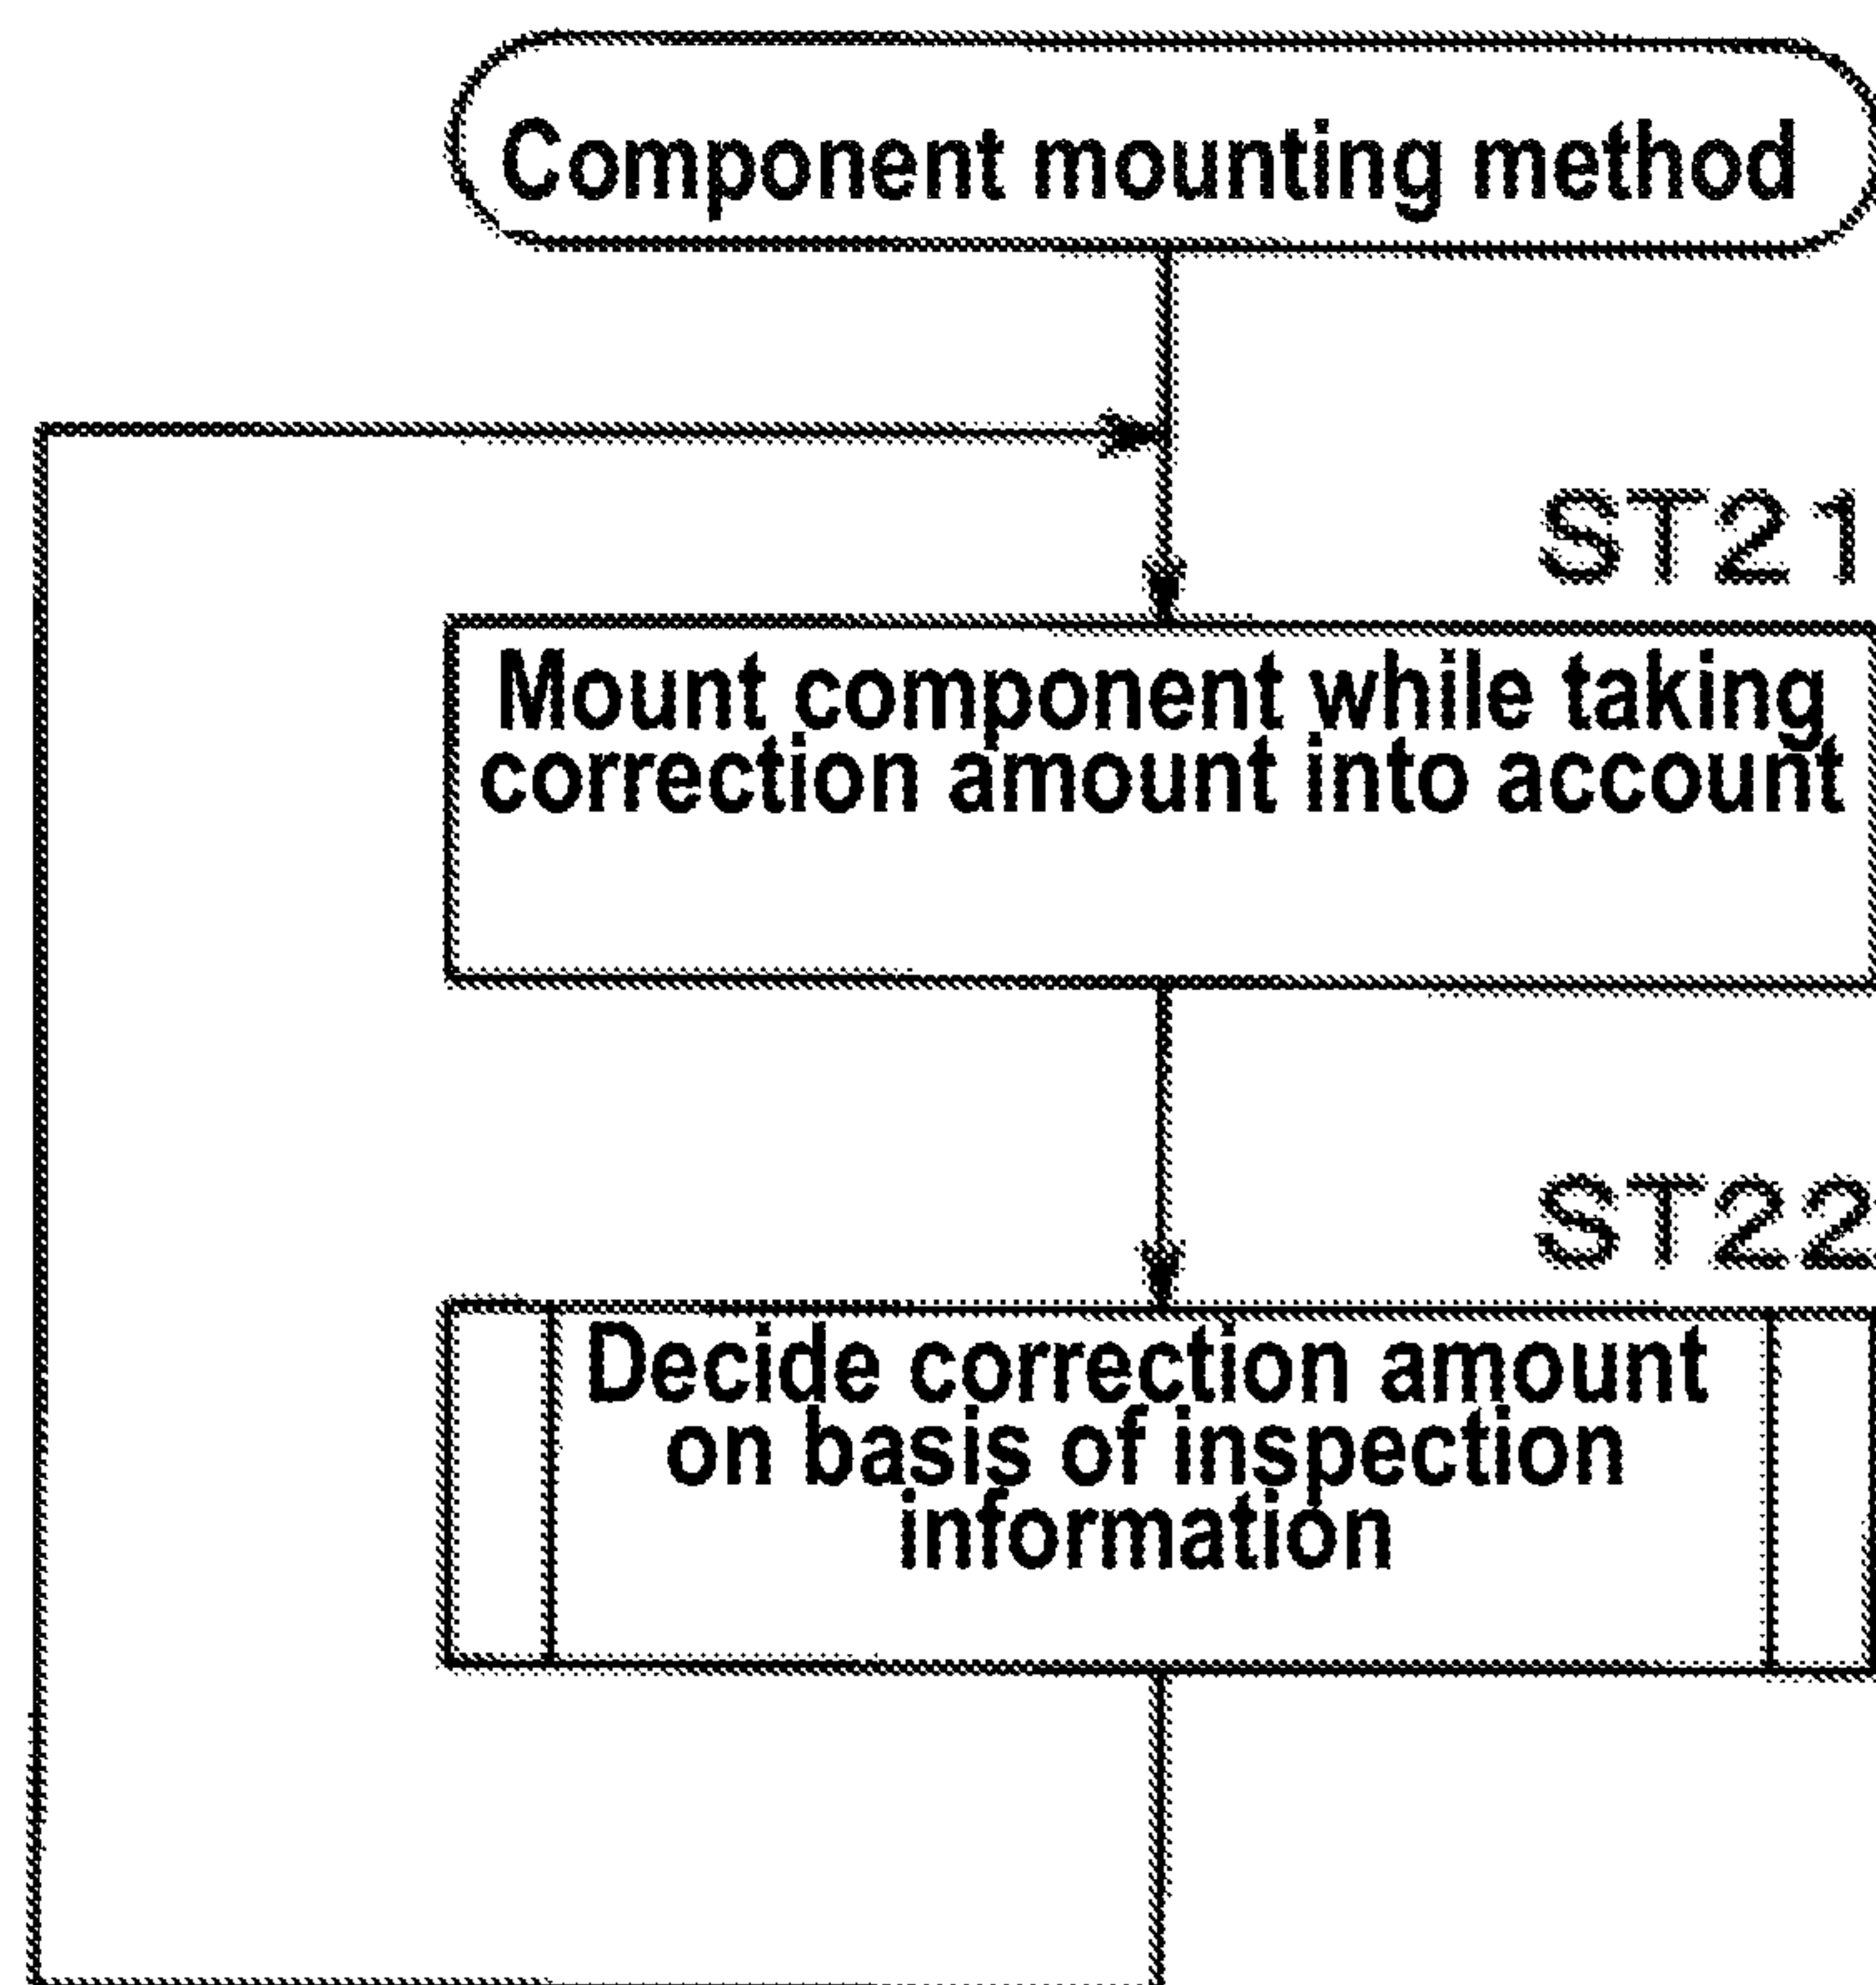 Component mounting method
ST21
Mount component while taking
correction amount into account
ST22
Decide correction amount
on basis of inspection
information